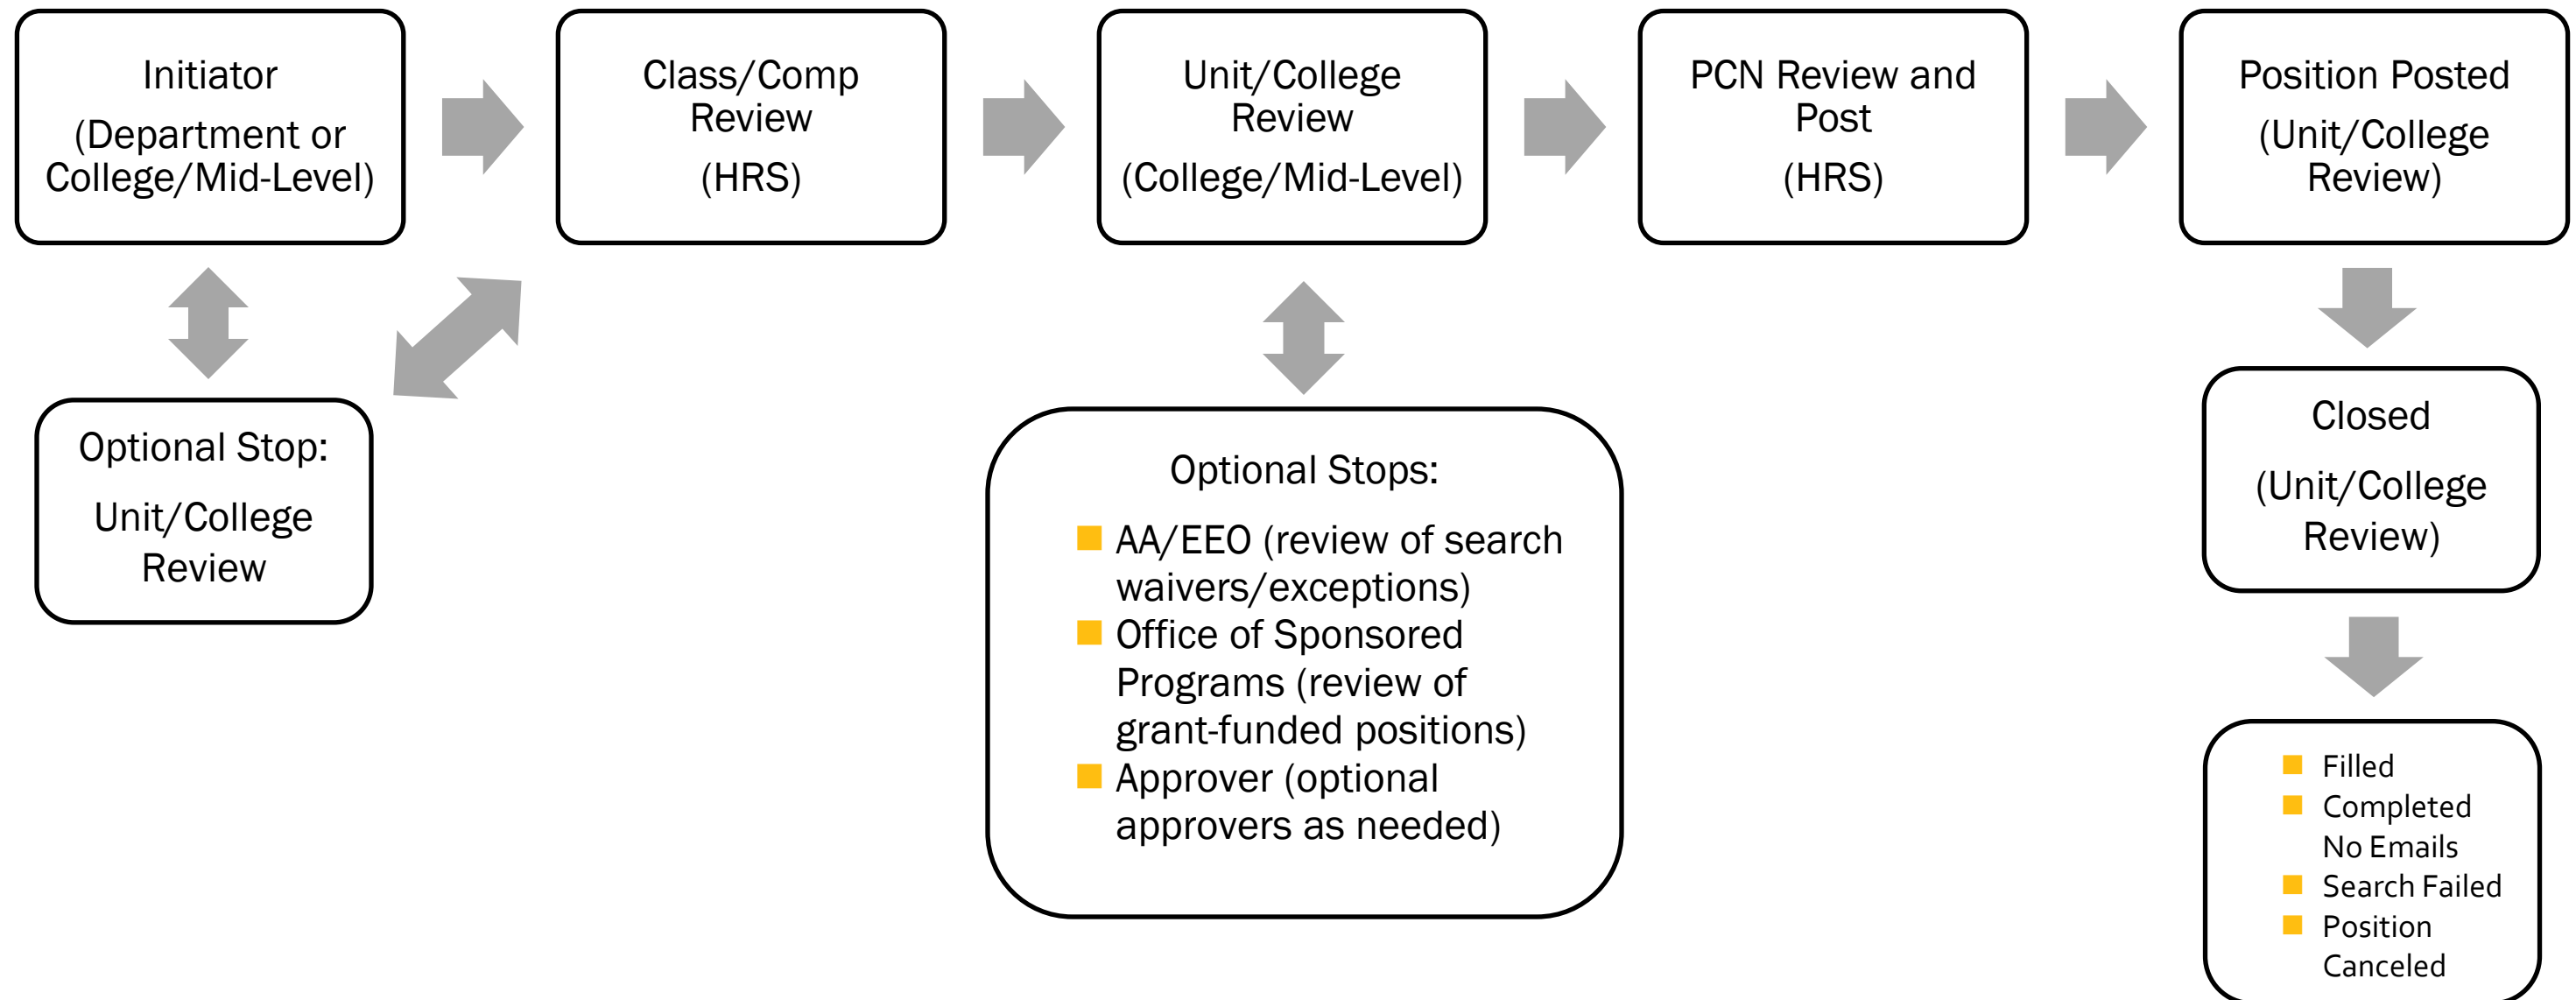 Initiator
(Department or
College/Mid-Level)
Class/Comp
Review
(HRS)
Unit/College
Review
(College/Mid-Level)
PCN Review and
Post
(HRS)
Position Posted
(Unit/College
Review)
Optional Stop:
Unit/College
Review
Optional Stops:
AA/EEO (review of search
waivers/exceptions)
Office of Sponsored
Programs (review of
grant-funded positions)
Approver (optional
approvers as needed)
Closed
(Unit/College
Review)
Filled
Completed
No Emails
Search Failed
Position
Canceled